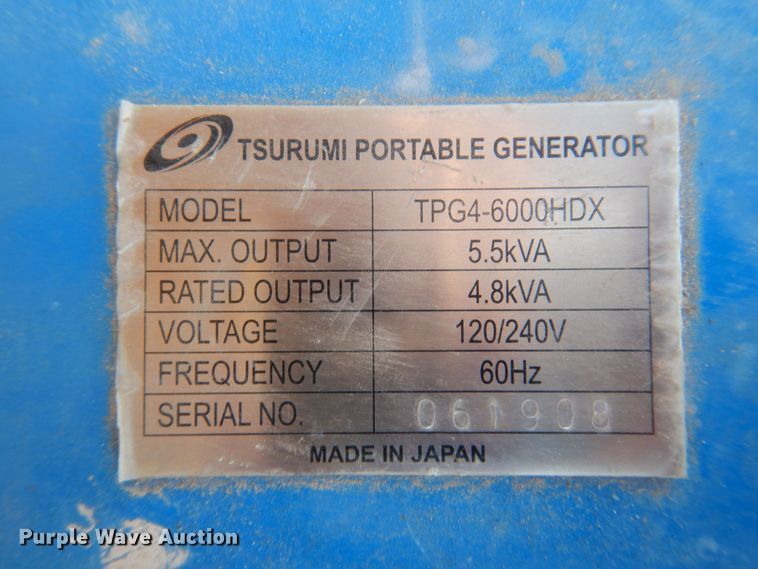 TSURUMI PORTABLE GENERATOR
MODEL TPG4-6000HDX
MAX. OUTPUT 5.5kVA
RATED OUTPUT 4.8kVA
VOLTAGE 120/240V
FREQUENCY 60Hz
SERIAL NO. 061908
MADE IN JAPAN
Purple Wave Auction